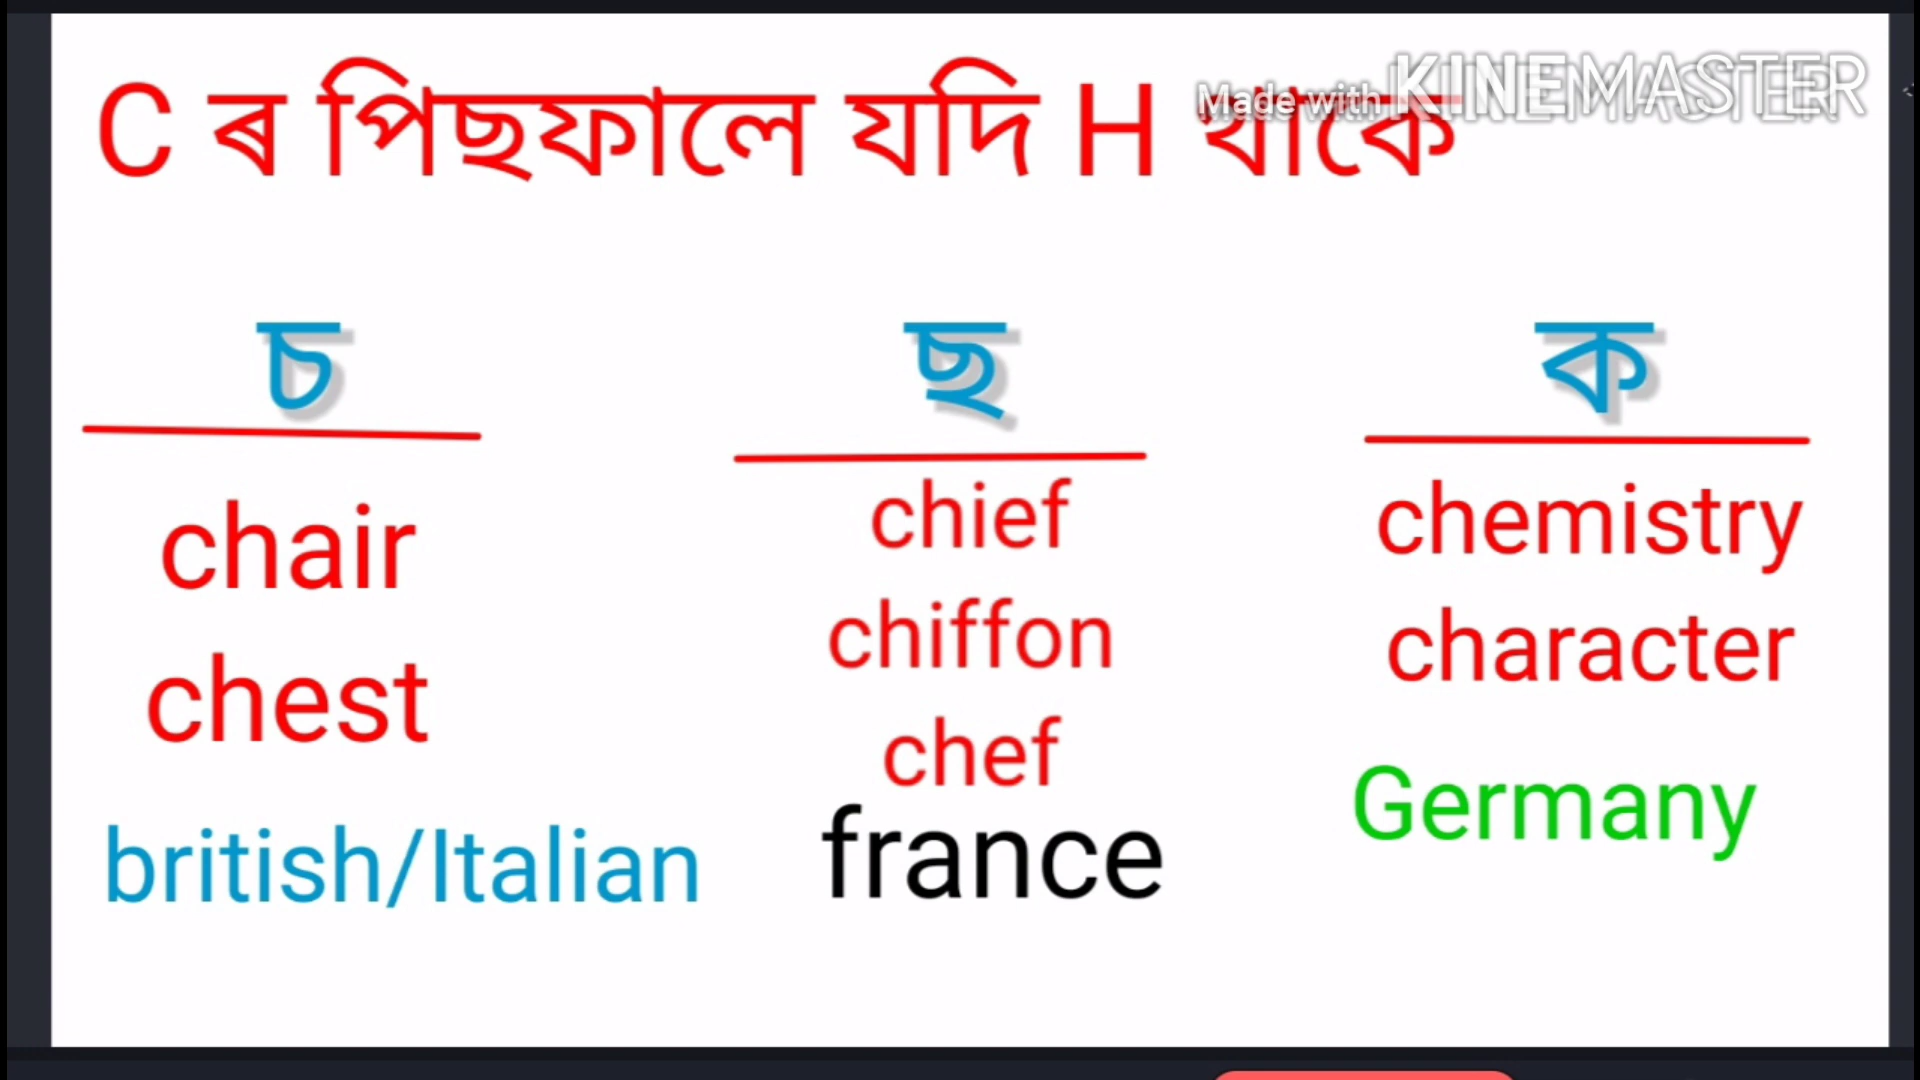 C ৰ পিছফালে যদি H থাকে
Made with KINEMASTER
চ
chair
chest
british/Italian
ছ
chief
chiffon
chef
france
ক
chemistry
character
Germany